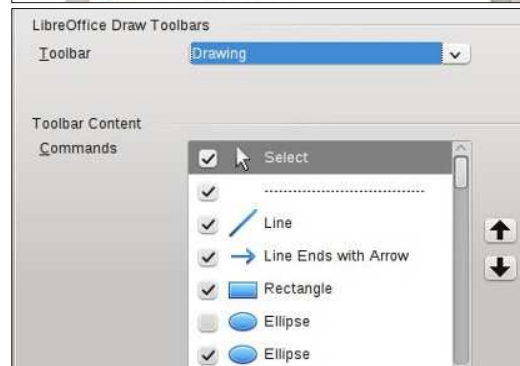 LibreOffice Draw Toolbars
Toolbar
Drawing
Toolbar Content
Commands
Select
Line
Line Ends with Arrow
Rectangle
Ellipse
Ellipse